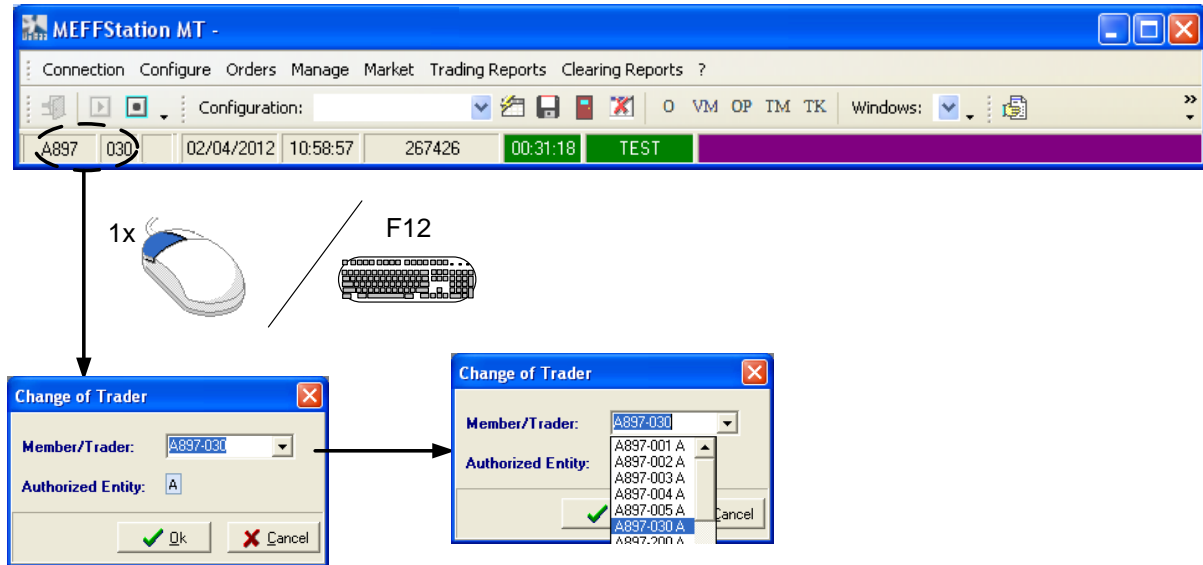 MEFFStation MT -
Connection Configure Orders Manage Market Trading Reports Clearing Reports ?
Configuration: O VM OP TM TK Windows: »
A897 030 02/04/2012 10:58:57 267426 00:31:18 TEST
1x F12
Change of Trader
Member/Trader: A897-030
Authorized Entity: A
Ok Cancel
Change of Trader
Member/Trader: A897-030
Authorized Entity:
A897-001 A
A897-002 A
A897-003 A
A897-004 A
A897-005 A
A897-030 A
A897-200 A
Cancel